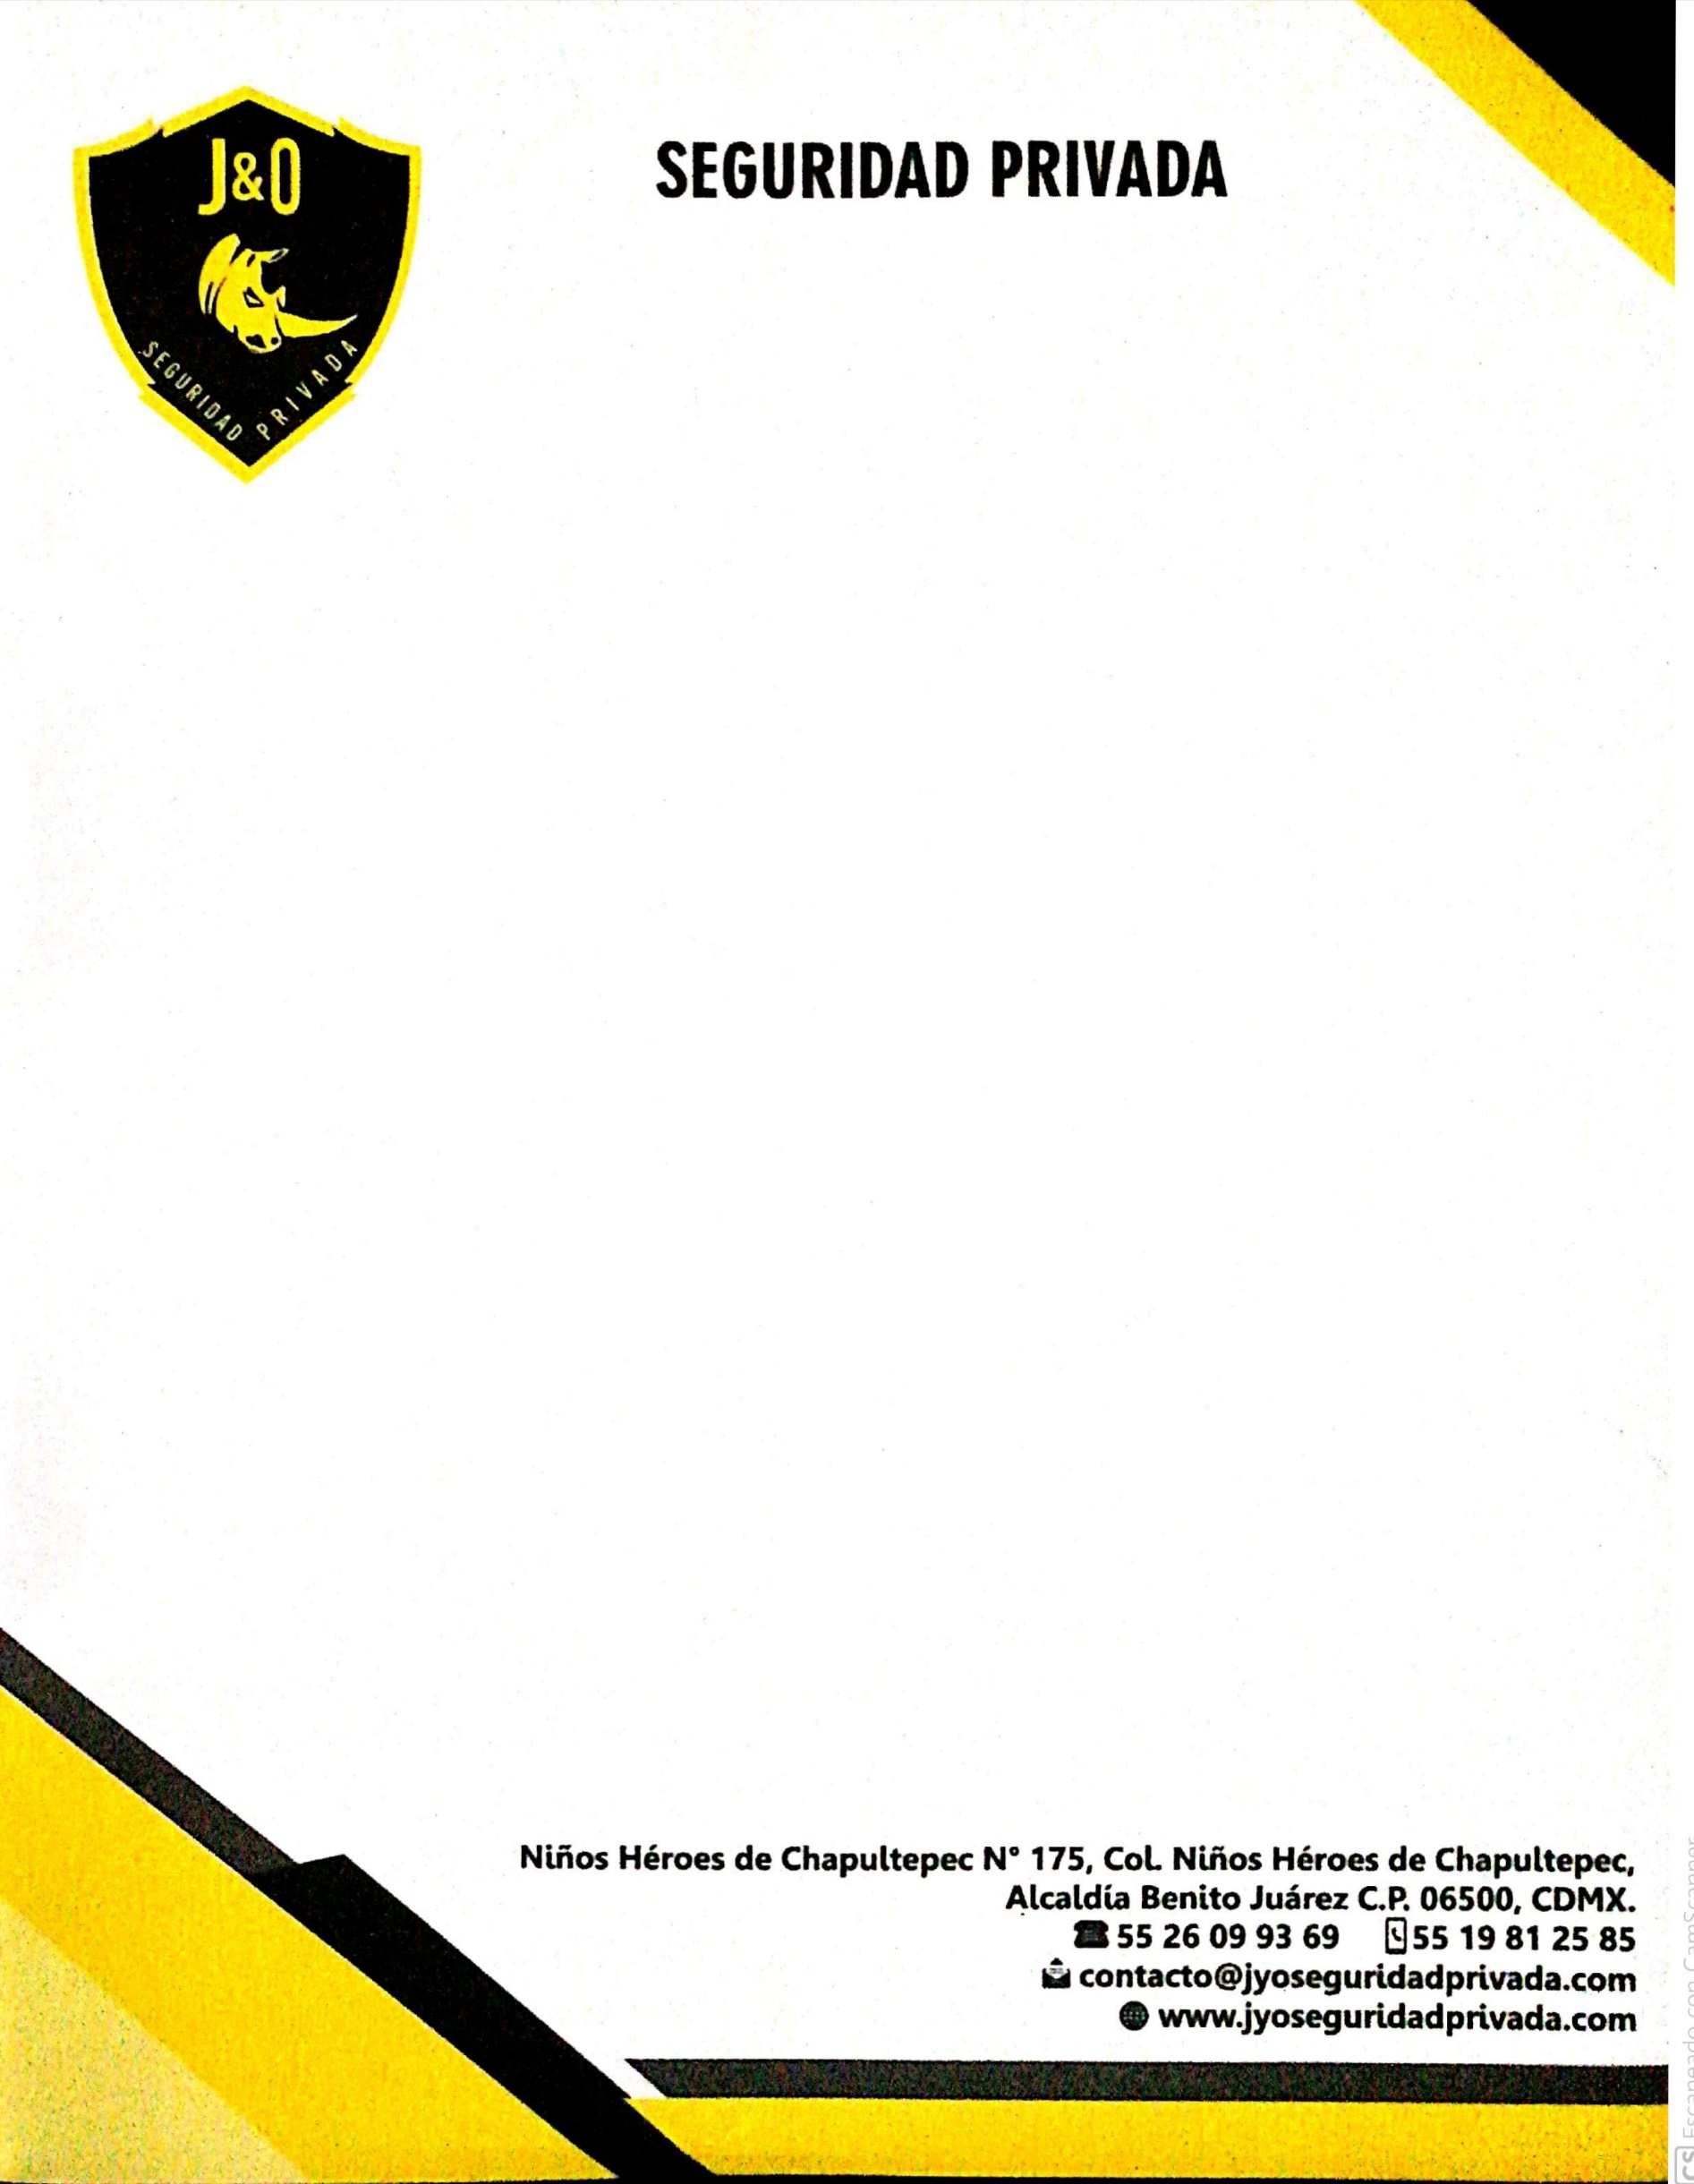 J&O
SEGURIDAD PRIVADA
SEGURIDAD PRIVADA
Niños Héroes de Chapultepec N° 175, Col. Niños Héroes de Chapultepec,
Alcaldía Benito Juárez C.P. 06500, CDMX.
55 26 09 93 69 55 19 81 25 85
contacto@jyoseguridadprivada.com
www.jyoseguridadprivada.com
CS Escaneado con CamScanner